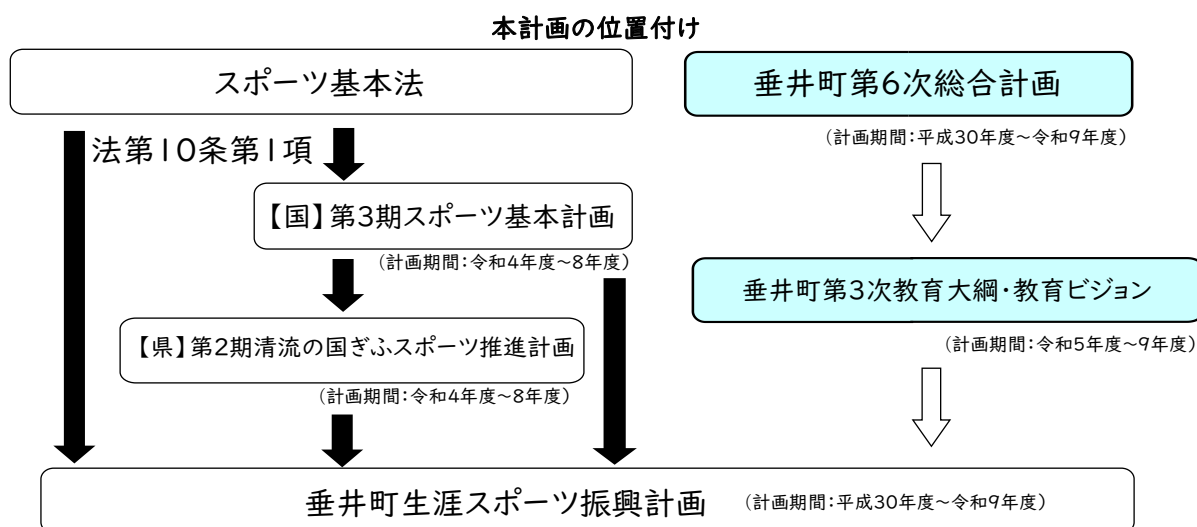 本計画の位置付け
スポーツ基本法
垂井町第6次総合計画
(計画期間:平成30年度~令和9年度)
法第10条第1項
【国】第3期スポーツ基本計画
(計画期間:令和4年度~8年度)
垂井町第3次教育大綱・教育ビジョン
(計画期間:令和5年度~9年度)
【県】第2期清流の国ぎふスポーツ推進計画
(計画期間:令和4年度~8年度)
垂井町生涯スポーツ振興計画 (計画期間:平成30年度~令和9年度)